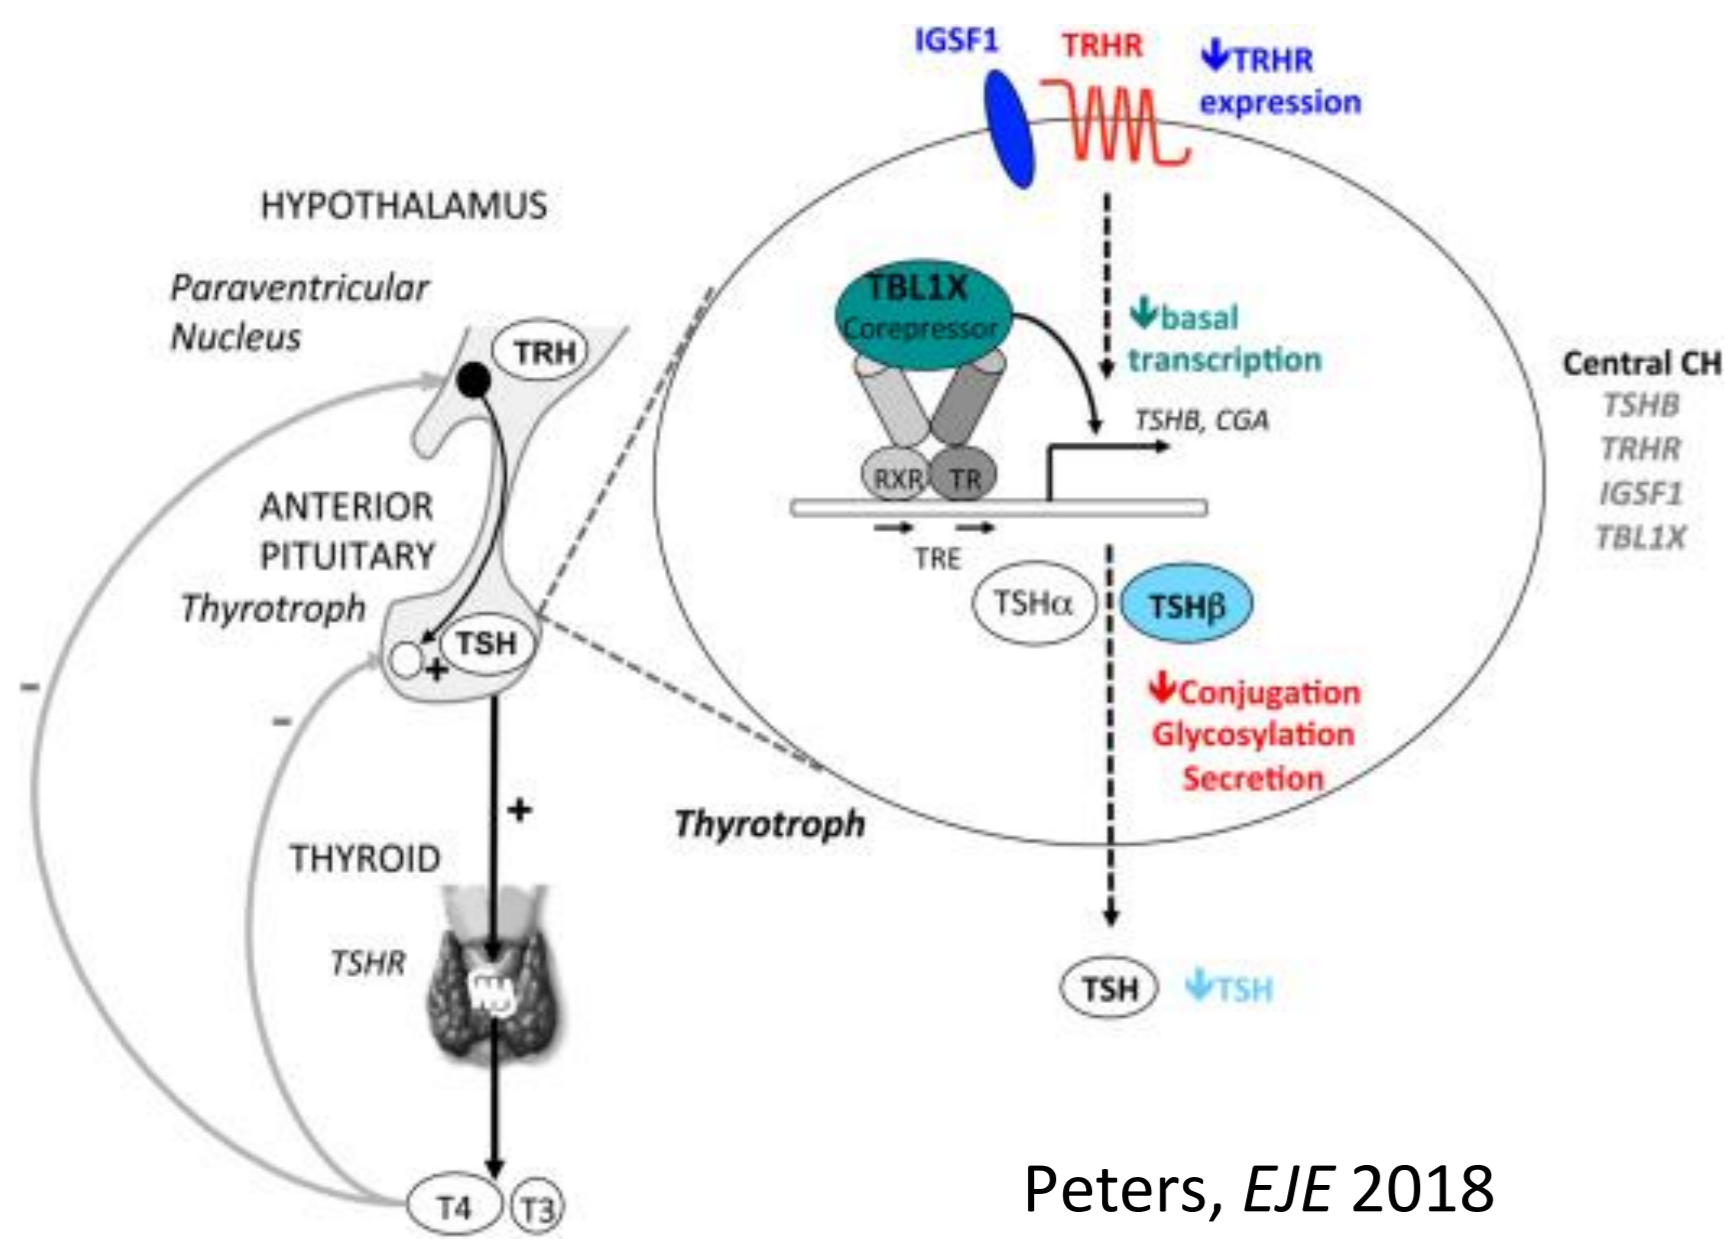 HYPOTHALAMUS
Paraventricular
Nucleus
TRH
ANTERIOR
PITUITARY
Thyrotroph
TSH
+
-
-
+
THYROID
TSHR
T4
T3
IGSF1
TRHR
↓TRHR
expression
TBL1X
Corepressor
↓basal
transcription
TSHB, CGA
RXR
TR
TRE
TSHα
TSHβ
↓Conjugation
Glycosylation
Secretion
Thyrotroph
TSH
↓TSH
Central CH
TSHB
TRHR
IGSF1
TBL1X
Peters, EJE 2018